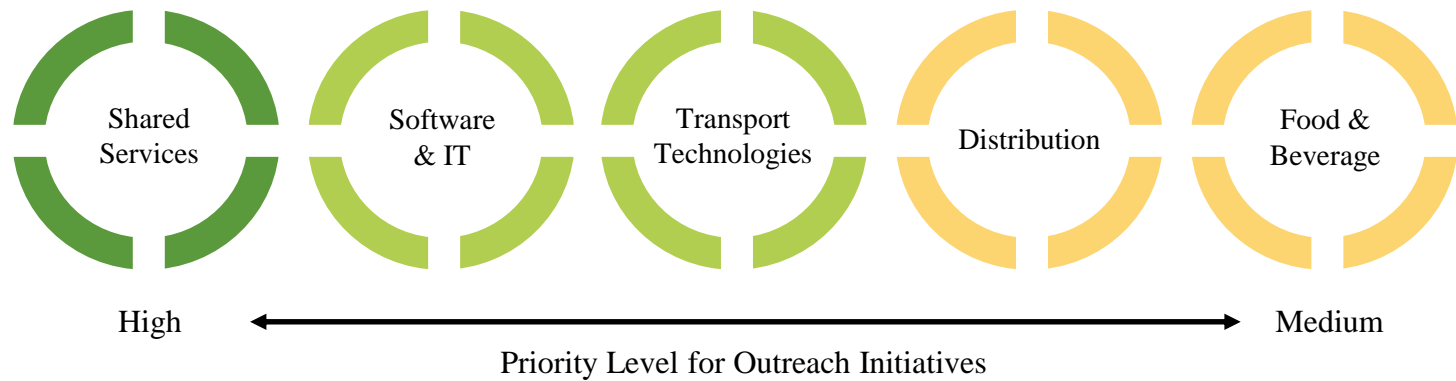 Shared
Services
Software
& IT
Transport
Technologies
Distribution
Food &
Beverage
High
Medium
Priority Level for Outreach Initiatives